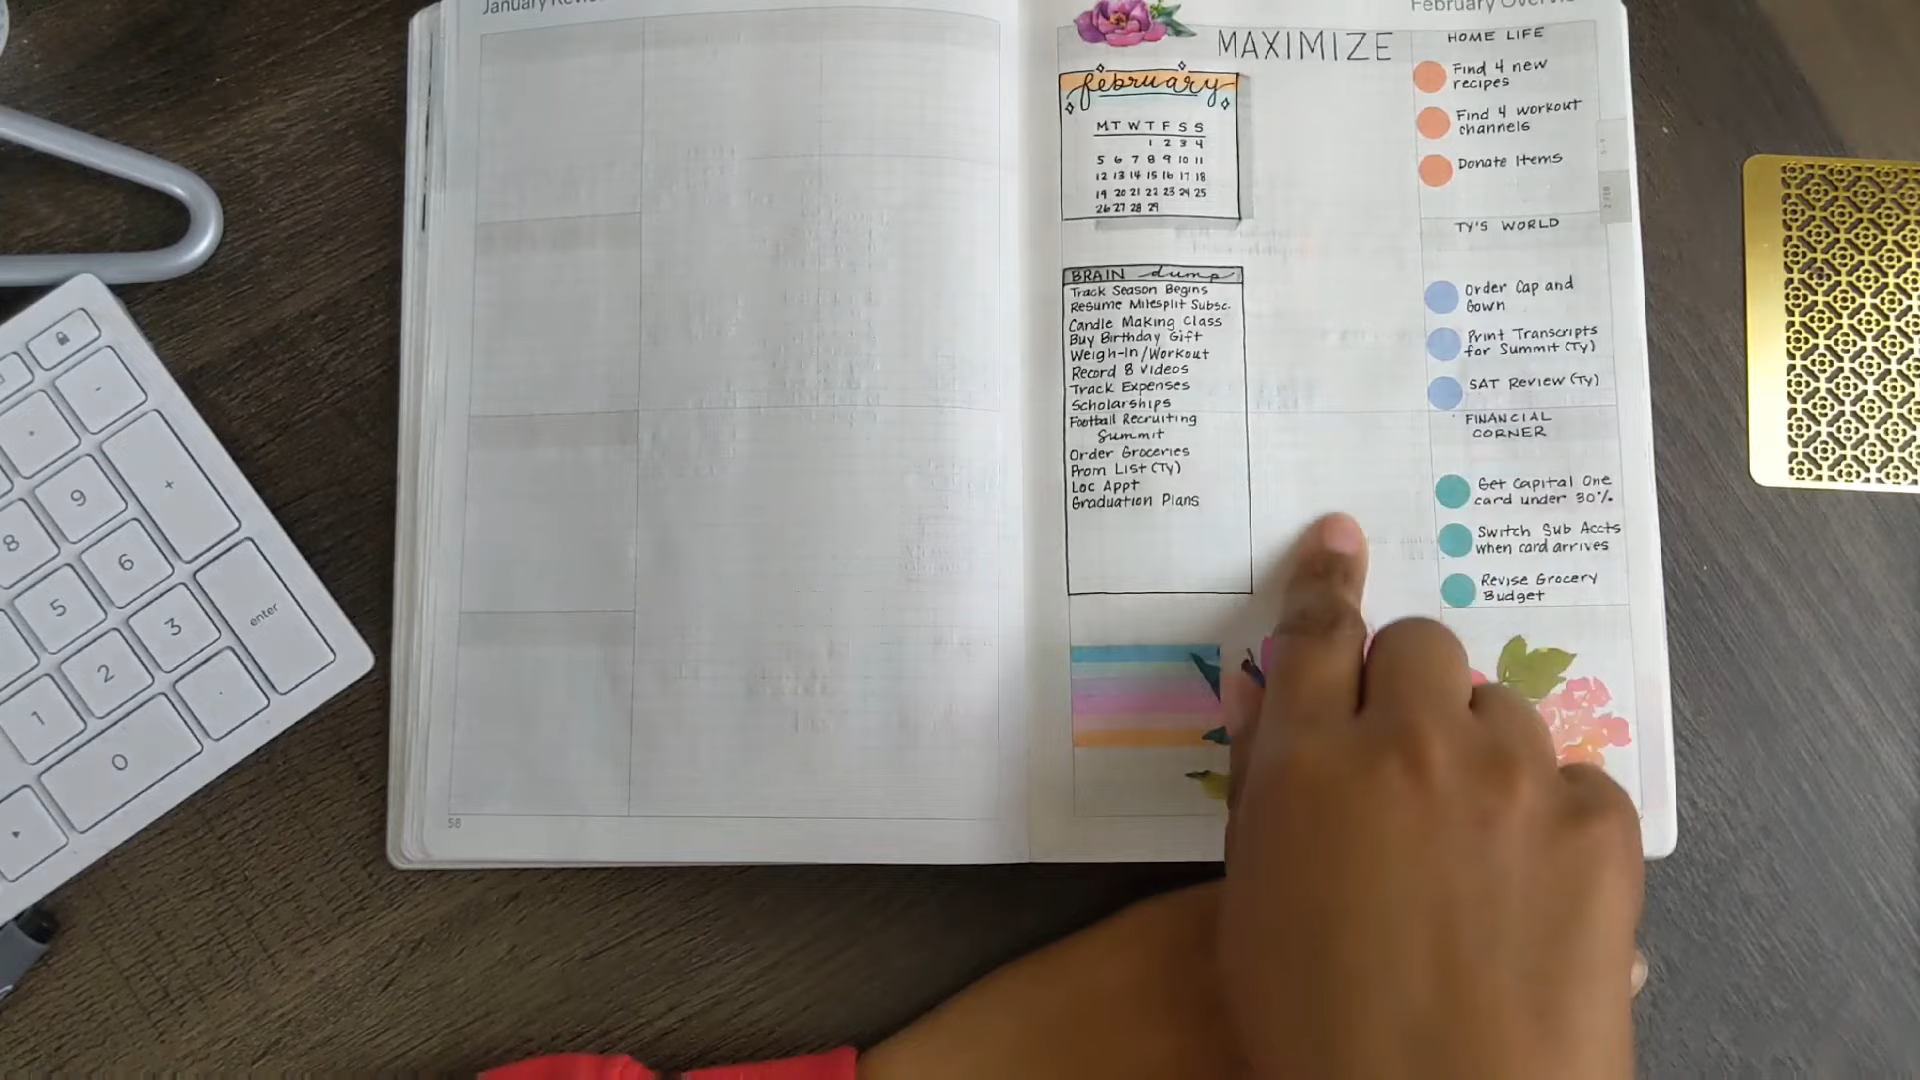 January
58
February
MAXIMIZE
february
M T W T F S S
1 2 3 4
5 6 7 8 9 10 11
12 13 14 15 16 17 18
19 20 21 22 23 24 25
26 27 28 29
BRAIN dump
Track Season Begins
Resume Milesplit Subsc.
Candle Making Class
Buy Birthday Gift
Weigh-In/Workout
Record 8 Videos
Track Expenses
Scholarships
Football Recruiting
Summit
Order Groceries
Prom List (Ty)
Loc Appt
Graduation Plans
HOME LIFE
Find 4 new
recipes
Find 4 workout
channels
Donate Items
TY'S WORLD
Order Cap and
Gown
Print Transcripts
for Summit (Ty)
SAT Review (Ty)
FINANCIAL
CORNER
Get Capital One
card under 30%
Switch Sub Accts
when card arrives
Revise Grocery
Budget
-
+
9
8
6
5
3
enter
2
1
0